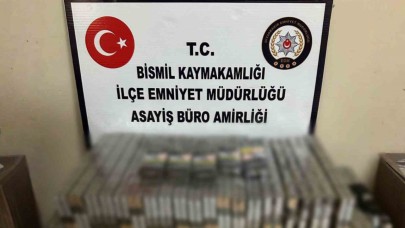 T.C.
BİSMİL KAYMAKAMLIĞI
İLÇE EMNİYET MÜDÜRLÜĞÜ
ASAYİŞ BÜRO AMİRLİĞİ